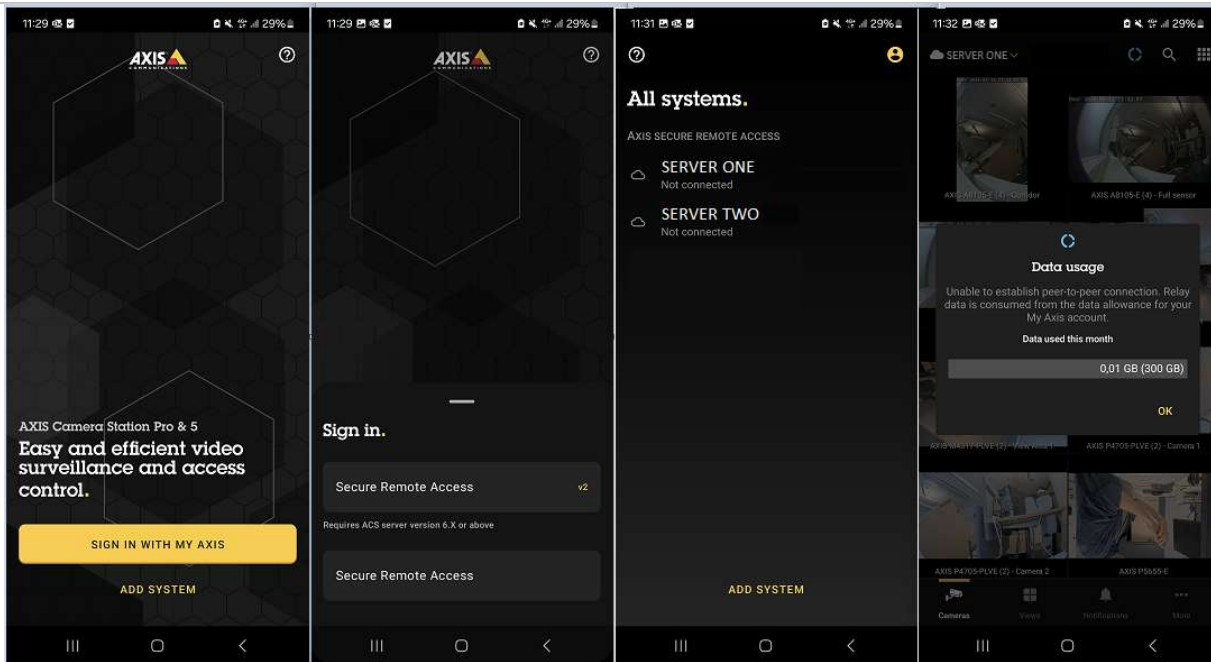 11:29
29%
AXIS
COMMUNICATIONS
AXIS Camera Station Pro & 5
Easy and efficient video
surveillance and access
control.
SIGN IN WITH MY AXIS
ADD SYSTEM
11:29
29%
AXIS
COMMUNICATIONS
Sign in.
Secure Remote Access
v2
Requires ACS server version 6.X or above
Secure Remote Access
11:31
29%
All systems.
AXIS SECURE REMOTE ACCESS
SERVER ONE
Not connected
SERVER TWO
Not connected
ADD SYSTEM
11:32
29%
SERVER ONE
AXIS A8105-E (4) - Corridor
AXIS A8105-E (4) - Full sensor
Data usage
Unable to establish peer-to-peer connection. Relay
data is consumed from the data allowance for your
My Axis account.
Data used this month
0,01 GB (300 GB)
OK
AXIS P4705-PLVE (2) - Camera 1
AXIS P4705-PLVE (2) - Camera 2
AXIS P5655-E
Cameras
Views
Notifications
More